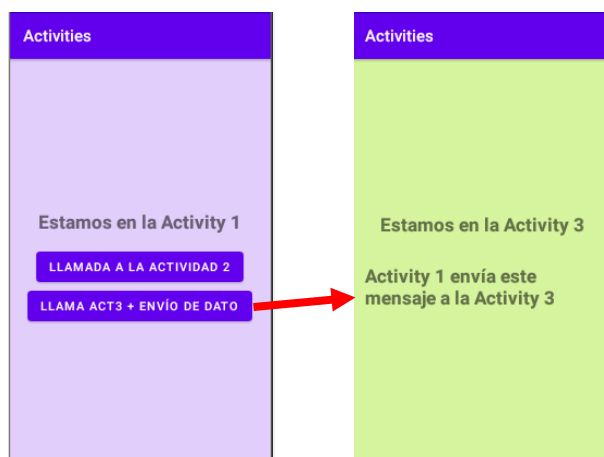 Activities
Estamos en la Activity 1
LLAMADA A LA ACTIVIDAD 2
LLAMA ACT3 + ENVÍO DE DATO
Activities
Estamos en la Activity 3
Activity 1 envía este
mensaje a la Activity 3